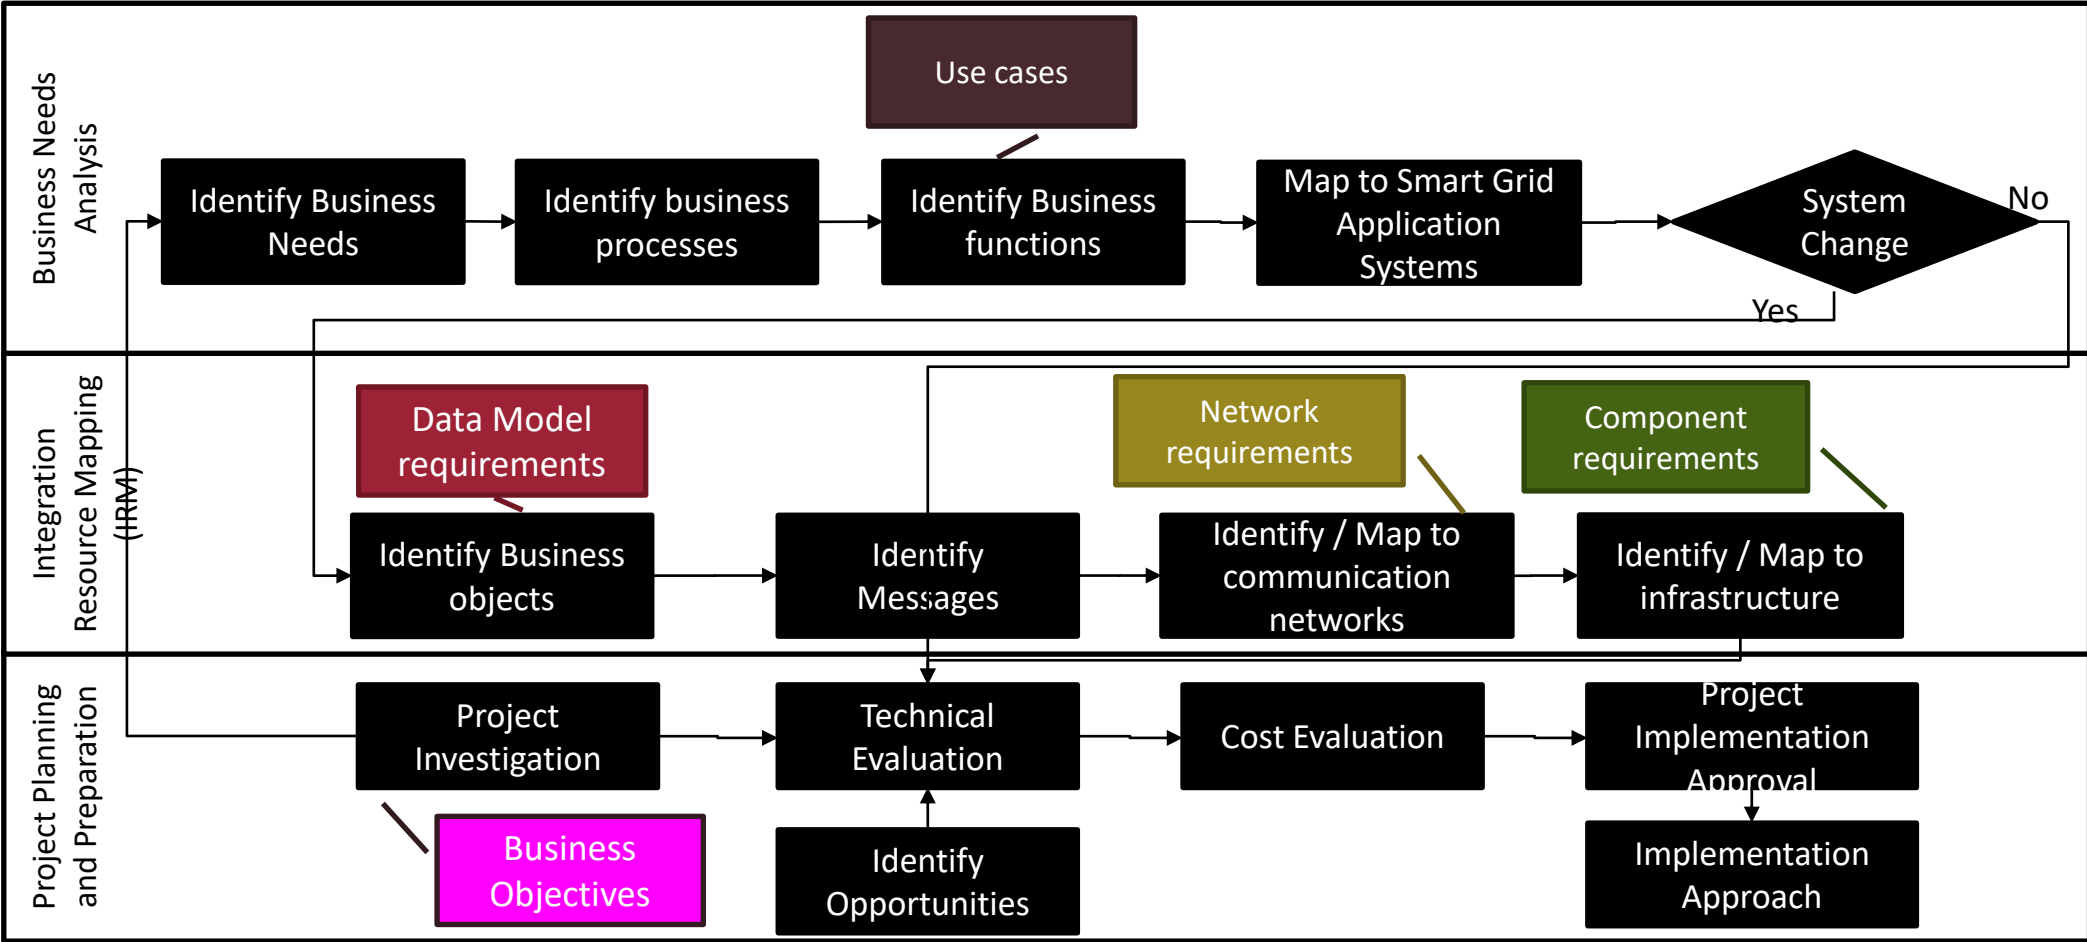 Business Needs
Analysis
Use cases
Identify Business
Needs
Identify business
processes
Identify Business
functions
Map to Smart Grid
Application
Systems
System
Change
No
Yes
Integration
Resource Mapping
(IRM)
Data Model
requirements
Network
requirements
Component
requirements
Identify Business
objects
Identify
Messages
Identify / Map to
communication
networks
Identify / Map to
infrastructure
Project Planning
and Preparation
Project
Investigation
Technical
Evaluation
Cost Evaluation
Project
Implementation
Approval
Business
Objectives
Identify
Opportunities
Implementation
Approach